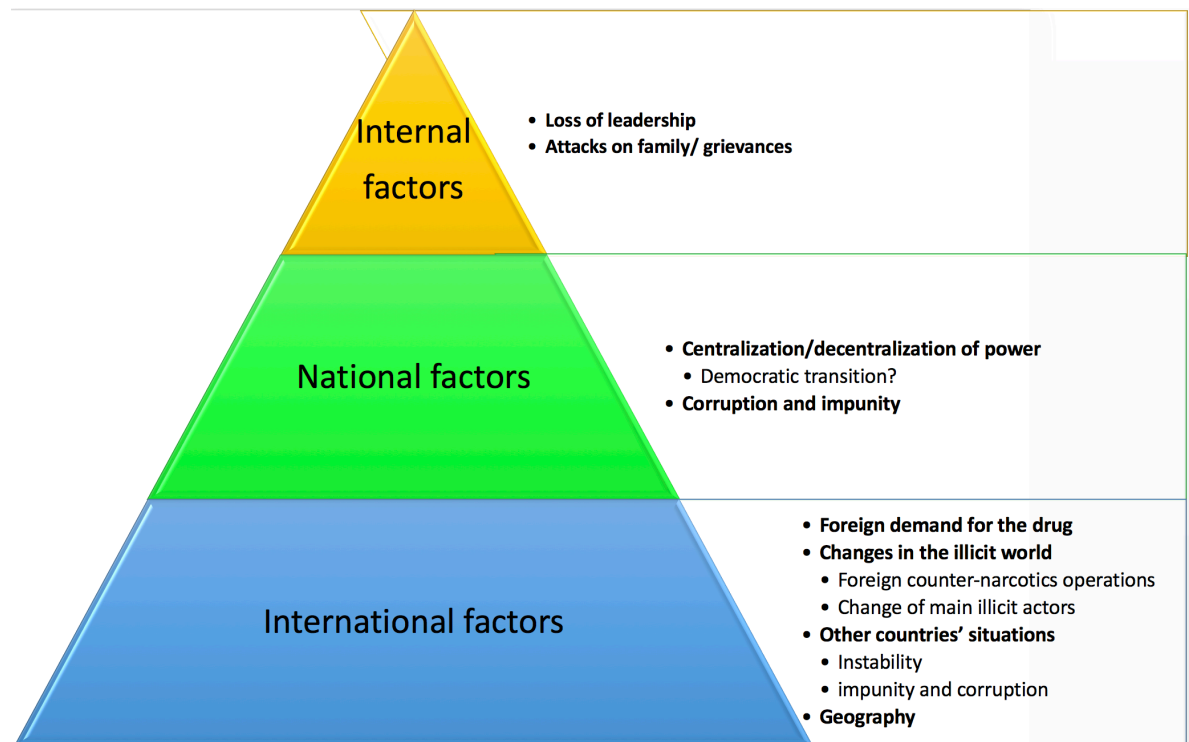 Internal
factors
• Loss of leadership
• Attacks on family/ grievances
National factors
• Centralization/decentralization of power
• Democratic transition?
• Corruption and impunity
International factors
• Foreign demand for the drug
• Changes in the illicit world
• Foreign counter-narcotics operations
• Change of main illicit actors
• Other countries’ situations
• Instability
• impunity and corruption
• Geography